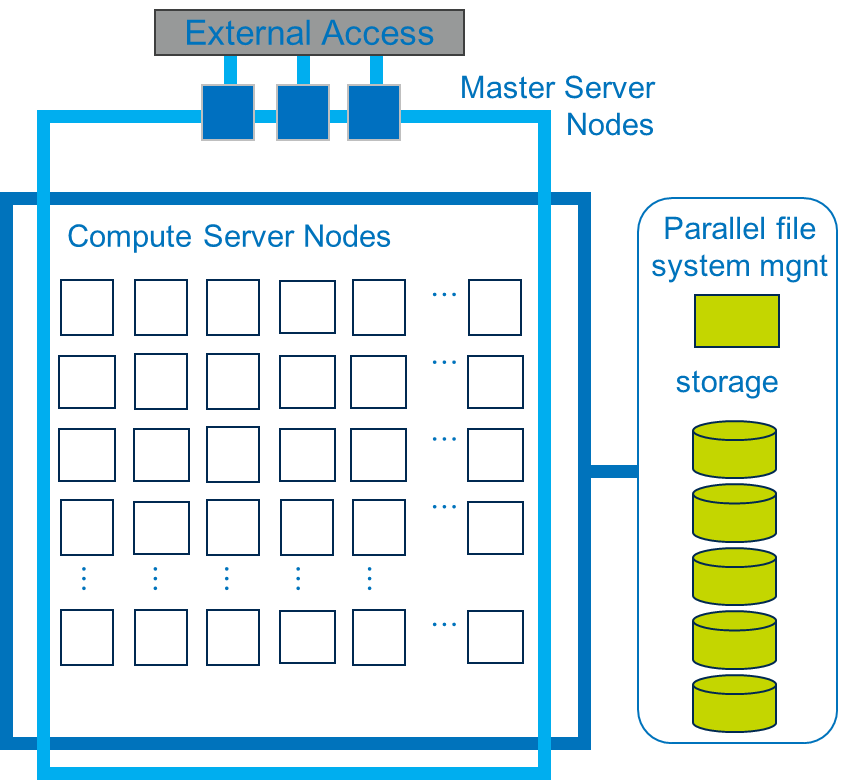 External Access
Master Server
Nodes
Compute Server Nodes
Parallel file
system mgnt
storage